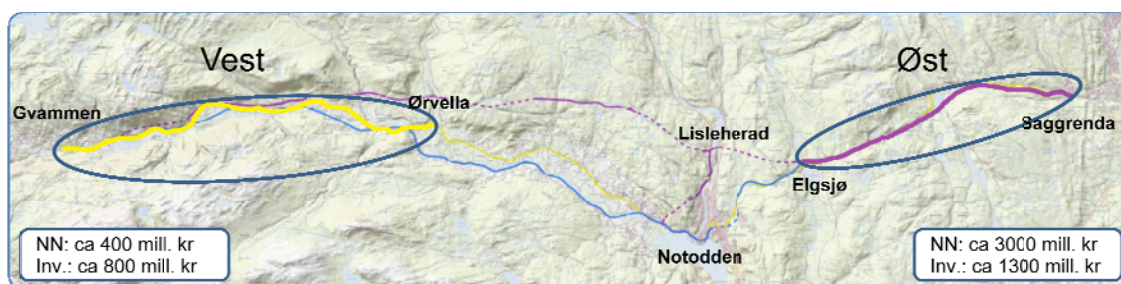 Vest
Øst
Gvammen
Ørvella
Saggrenda
Lisleherad
Elgsjø
Notodden
NN: ca 400 mill. kr
Inv.: ca 800 mill. kr
NN: ca 3000 mill. kr
Inv.: ca 1300 mill. kr